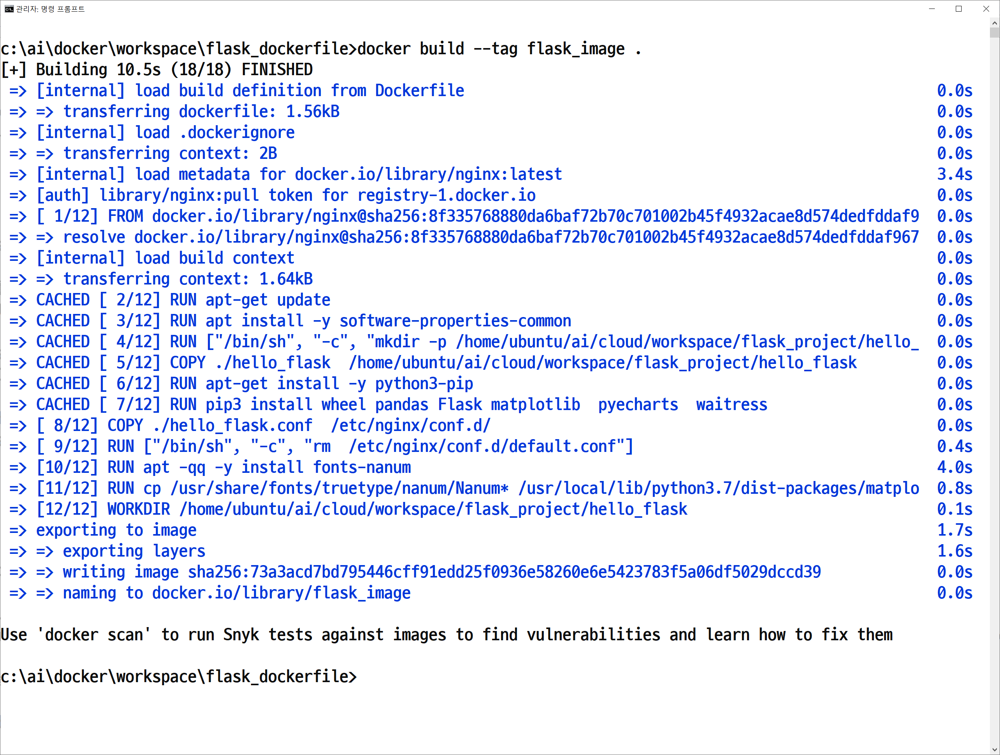 관리자: 명령 프롬프트
c:\ai\docker\workspace\flask_dockerfile>docker build --tag flask_image .
[+] Building 10.5s (18/18) FINISHED
=> [internal] load build definition from Dockerfile 0.0s
=> => transferring dockerfile: 1.56kB 0.0s
=> [internal] load .dockerignore 0.0s
=> => transferring context: 2B 0.0s
=> [internal] load metadata for docker.io/library/nginx:latest 3.4s
=> [auth] library/nginx:pull token for registry-1.docker.io 0.0s
=> [ 1/12] FROM docker.io/library/nginx@sha256:8f335768880da6baf72b70c701002b45f4932acae8d574dedfddaf9 0.0s
=> => resolve docker.io/library/nginx@sha256:8f335768880da6baf72b70c701002b45f4932acae8d574dedfddaf967 0.0s
=> [internal] load build context 0.0s
=> => transferring context: 1.64kB 0.0s
=> CACHED [ 2/12] RUN apt-get update 0.0s
=> CACHED [ 3/12] RUN apt install -y software-properties-common 0.0s
=> CACHED [ 4/12] RUN ["/bin/sh", "-c", "mkdir -p /home/ubuntu/ai/cloud/workspace/flask_project/hello_ 0.0s
=> CACHED [ 5/12] COPY ./hello_flask  /home/ubuntu/ai/cloud/workspace/flask_project/hello_flask 0.0s
=> CACHED [ 6/12] RUN apt-get install -y python3-pip 0.0s
=> CACHED [ 7/12] RUN pip3 install wheel pandas Flask matplotlib  pyecharts  waitress 0.0s
=> [ 8/12] COPY ./hello_flask.conf  /etc/nginx/conf.d/ 0.0s
=> [ 9/12] RUN ["/bin/sh", "-c", "rm  /etc/nginx/conf.d/default.conf"] 0.4s
=> [10/12] RUN apt -qq -y install fonts-nanum 4.0s
=> [11/12] RUN cp /usr/share/fonts/truetype/nanum/Nanum* /usr/local/lib/python3.7/dist-packages/matplo 0.8s
=> [12/12] WORKDIR /home/ubuntu/ai/cloud/workspace/flask_project/hello_flask 0.1s
=> exporting to image 1.7s
=> => exporting layers 1.6s
=> => writing image sha256:73a3acd7bd795446cff91edd25f0936e58260e6e5423783f5a06df5029dccd39 0.0s
=> => naming to docker.io/library/flask_image 0.0s
Use 'docker scan' to run Snyk tests against images to find vulnerabilities and learn how to fix them
c:\ai\docker\workspace\flask_dockerfile>